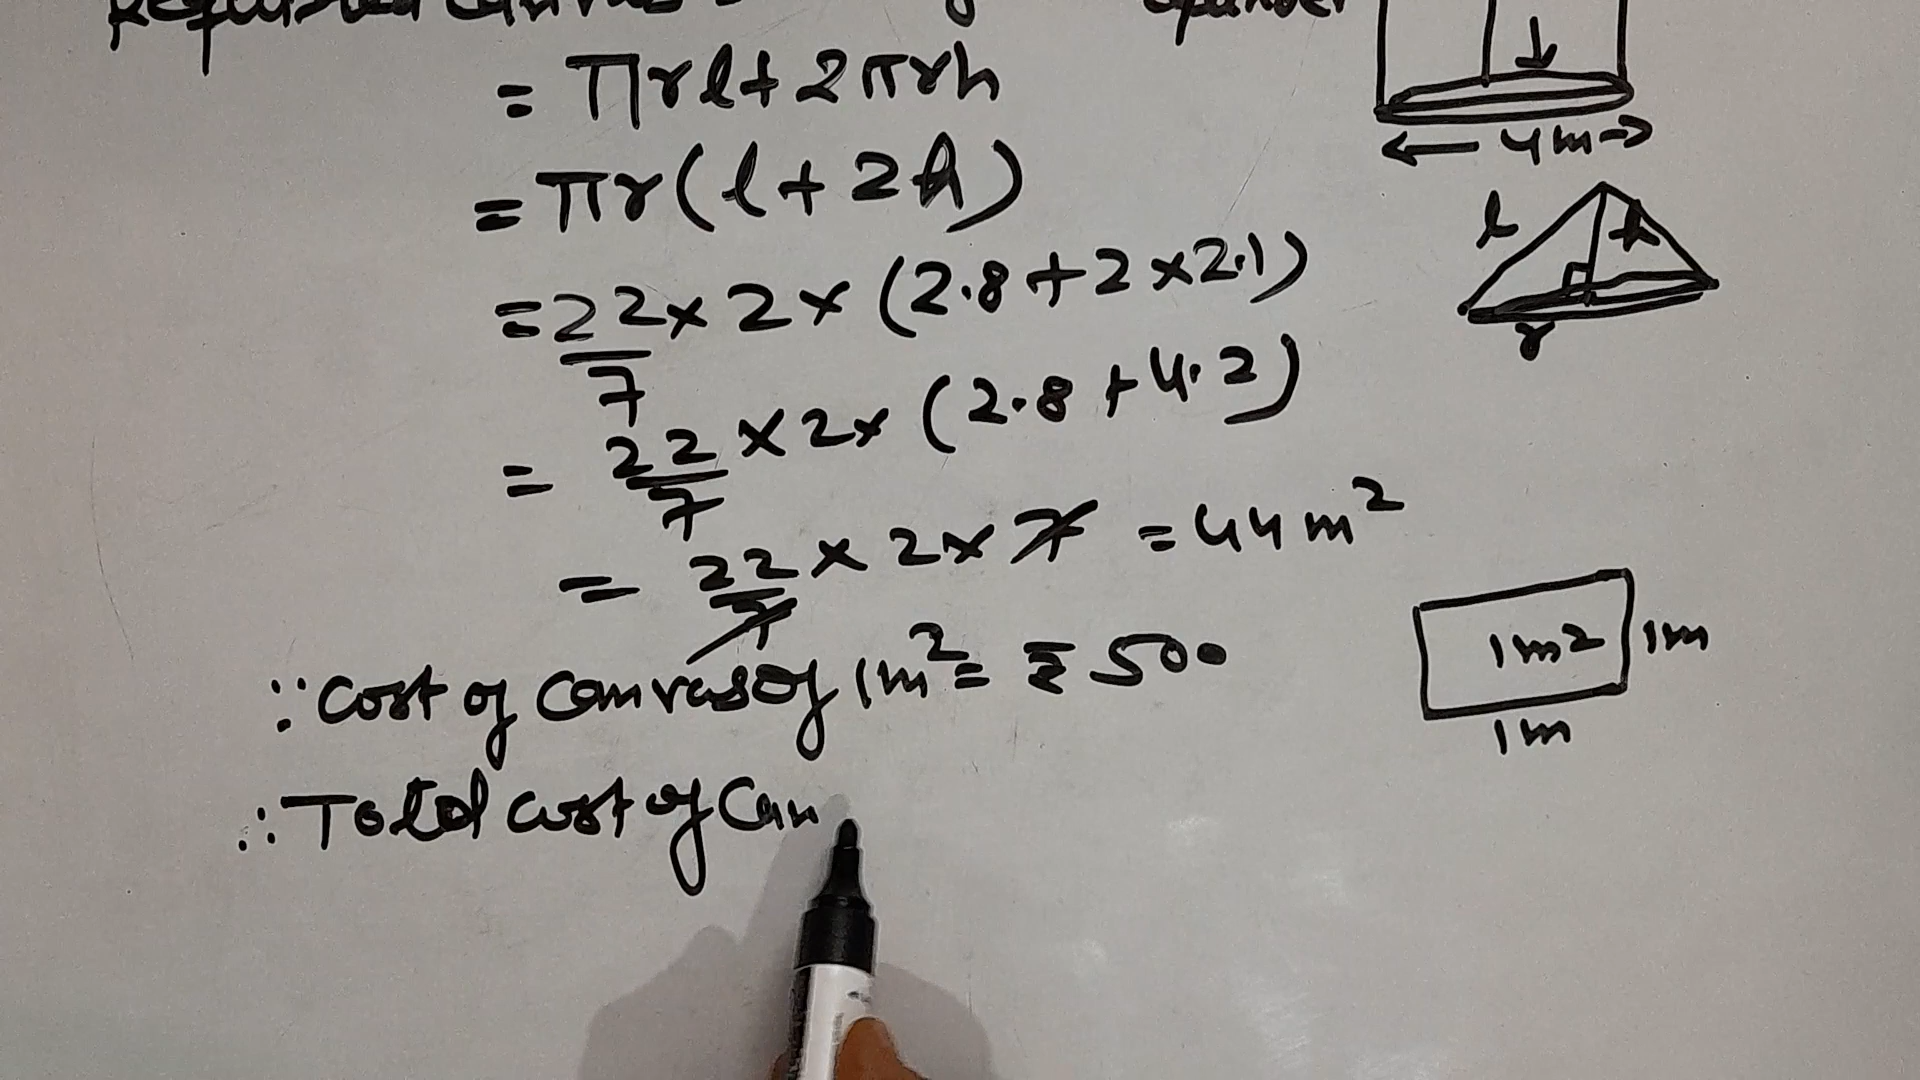 Required Canvas
= πrl + 2πrh
= πr(l + 2h)
= 22/7 × 2 × (2.8 + 2 × 2.1)
= 22/7 × 2 × (2.8 + 4.2)
= 22/7 × 2 × 7 = 44 m²
∵ Cost of canvas of 1m² = ₹ 500
∴ Total cost of Can
4m
l h
r
1m² 1m
1m